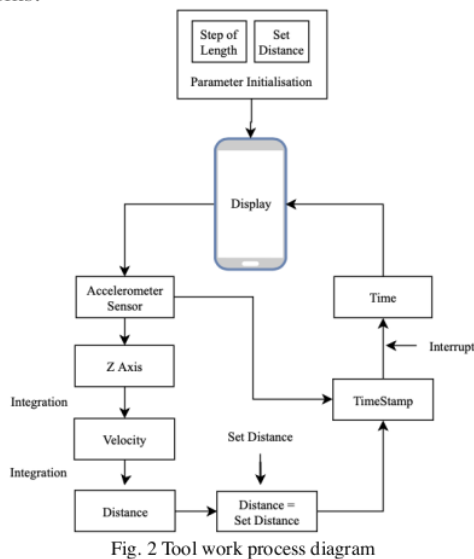 Step of
Length
Set
Distance
Parameter Initialisation
Display
Accelerometer
Sensor
Time
Interrupt
Z Axis
Integration
TimeStamp
Velocity
Set Distance
Integration
Distance
Distance =
Set Distance
Fig. 2 Tool work process diagram